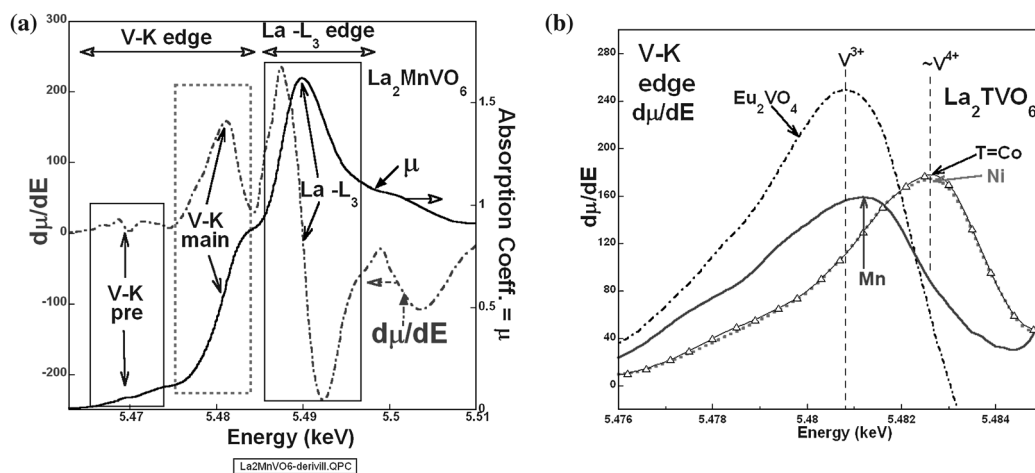 (a)
300
V-K edge
La -L3 edge
La2MnVO6
200
1.5
100
μ
La -L3
dμ/dE
0
V-K
main
1
-100
V-K
pre
dμ/dE
0.5
-200
0
Absorption Coeff. = μ
5.47
5.48
5.49
5.5
5.51
Energy (keV)
La2MnVO6-derivill.QPC
(b)
280
V-K
edge
dμ/dE
V3+
~V4+
Eu2VO4
La2TVO6
240
200
T=Co
Ni
160
dμ/dE
120
Mn
80
40
0
5.476
5.478
5.48
5.482
5.484
Energy (keV)